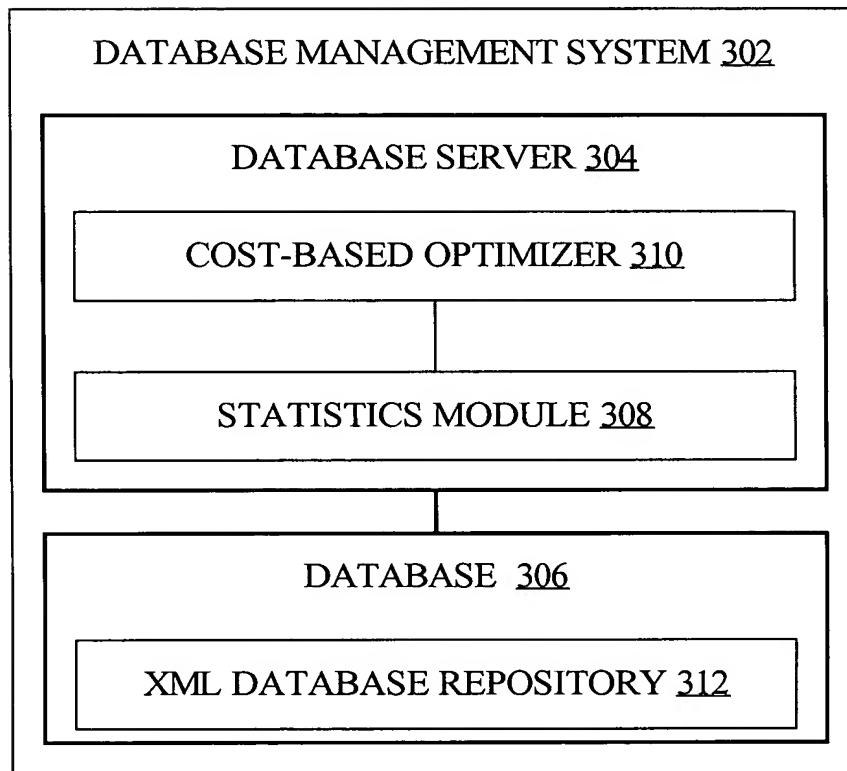 DATABASE MANAGEMENT SYSTEM 302
DATABASE SERVER 304
COST-BASED OPTIMIZER 310
STATISTICS MODULE 308
DATABASE 306
XML DATABASE REPOSITORY 312